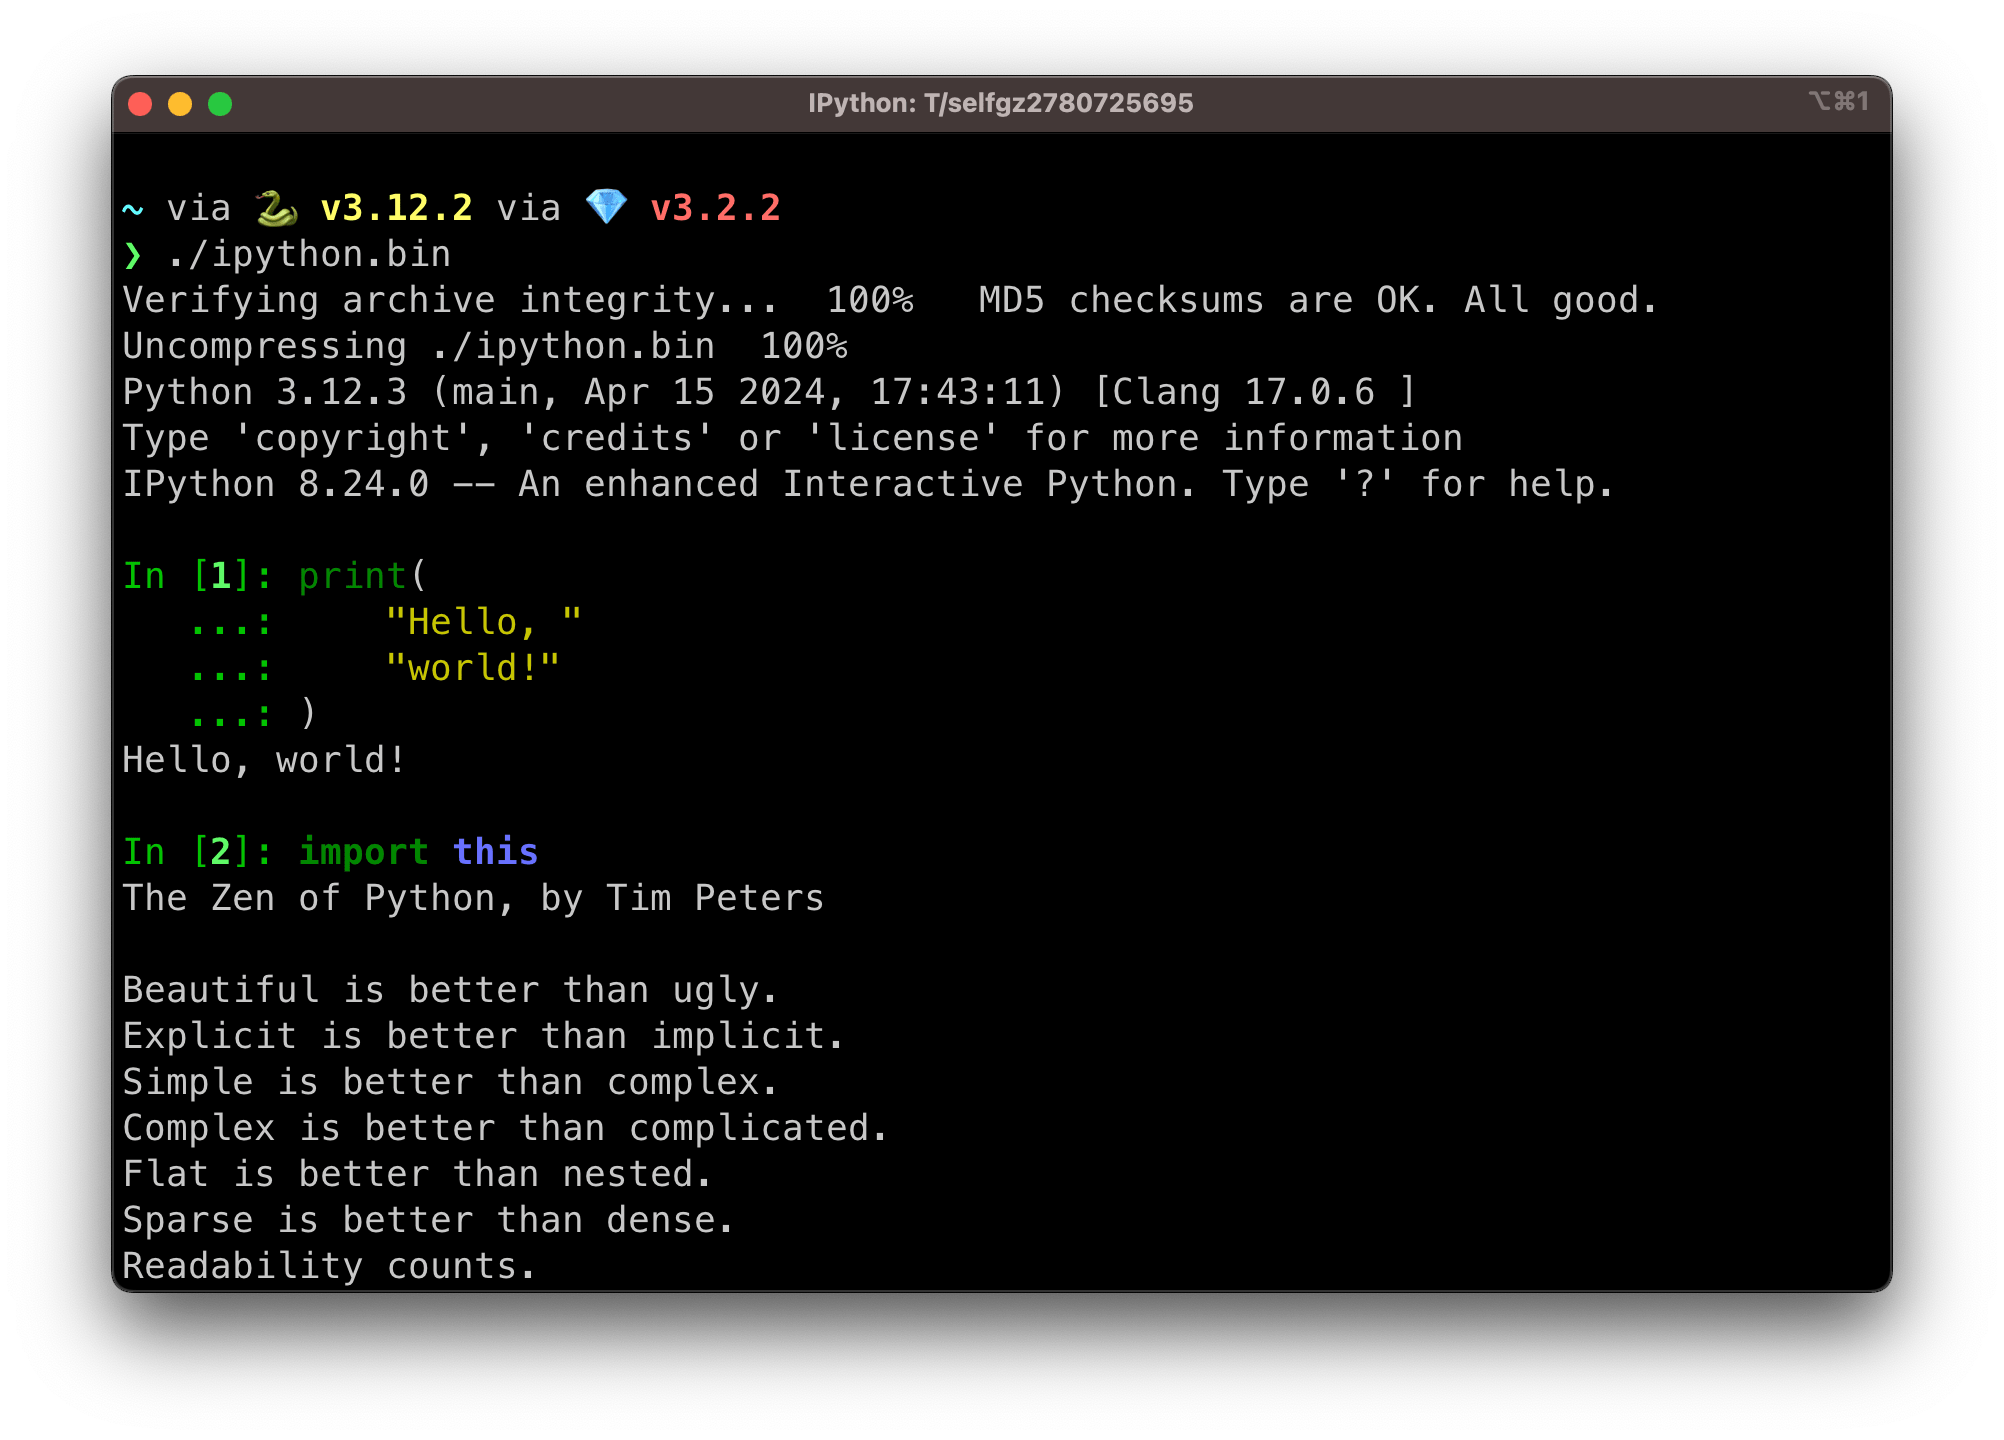 IPython: T/selfgz2780725695
⌥⌘1
~ via 🐍 v3.12.2 via 💎 v3.2.2
❯ ./ipython.bin
Verifying archive integrity...  100%   MD5 checksums are OK. All good.
Uncompressing ./ipython.bin  100%
Python 3.12.3 (main, Apr 15 2024, 17:43:11) [Clang 17.0.6 ]
Type 'copyright', 'credits' or 'license' for more information
IPython 8.24.0 -- An enhanced Interactive Python. Type '?' for help.
In [1]: print(
   ...:     "Hello, "
   ...:     "world!"
   ...: )
Hello, world!
In [2]: import this
The Zen of Python, by Tim Peters
Beautiful is better than ugly.
Explicit is better than implicit.
Simple is better than complex.
Complex is better than complicated.
Flat is better than nested.
Sparse is better than dense.
Readability counts.